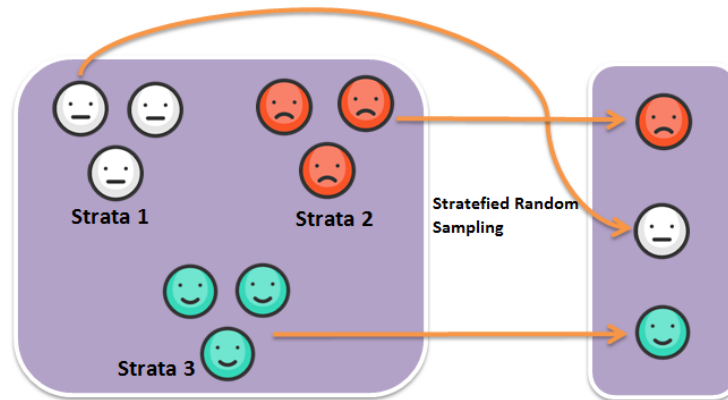 Strata 1
Strata 2
Stratefied Random
Sampling
Strata 3